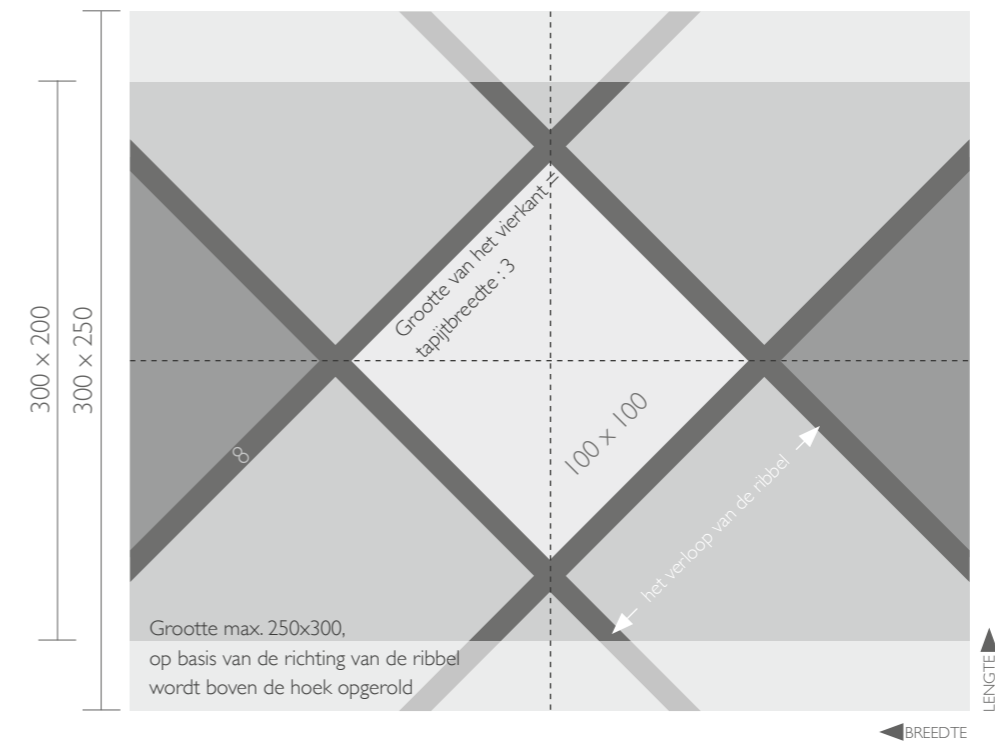 300 x 200
300 x 250
Grootte van het vierkant =
tapijtbreedte : 3
100 x 100
8
het verloop van de ribbel
Grootte max. 250x300,
op basis van de richting van de ribbel
wordt boven de hoek opgerold
LENGTE
BREEDTE